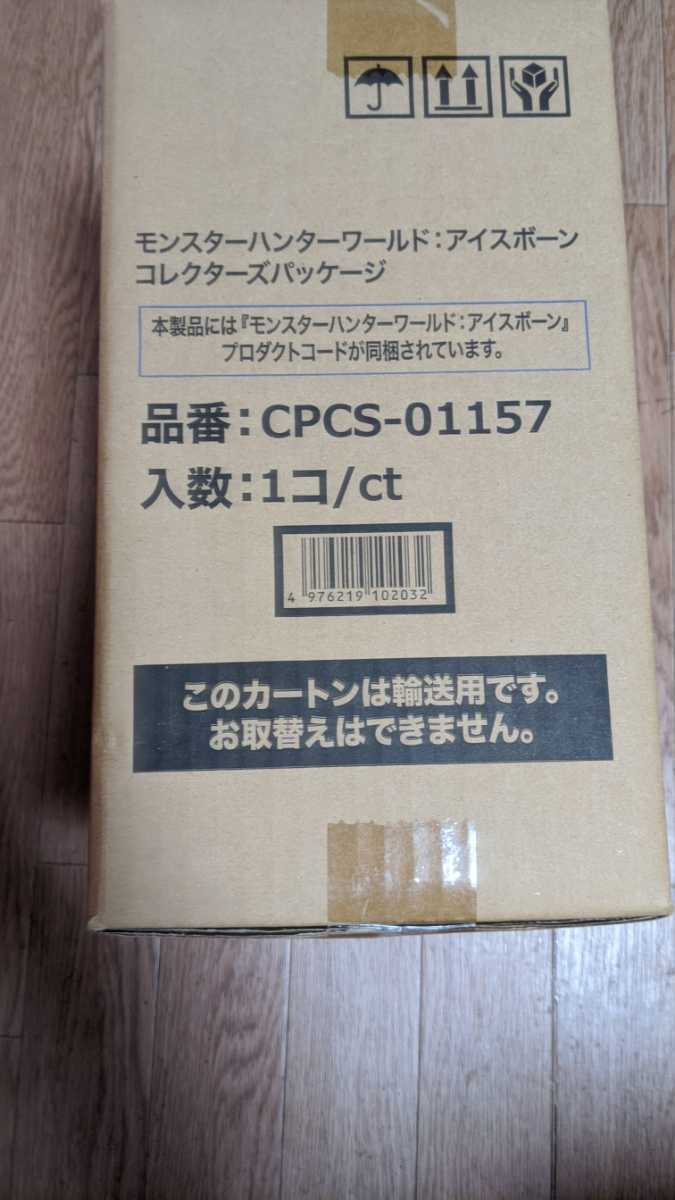 モンスターハンターワールド：アイスボーン
コレクターズパッケージ
本製品には『モンスターハンターワールド：アイスボーン』
プロダクトコードが同梱されています。
品番：CPCS-01157
入数：1コ/ct
4 976219 102032
このカートンは輸送用です。
お取替えはできません。